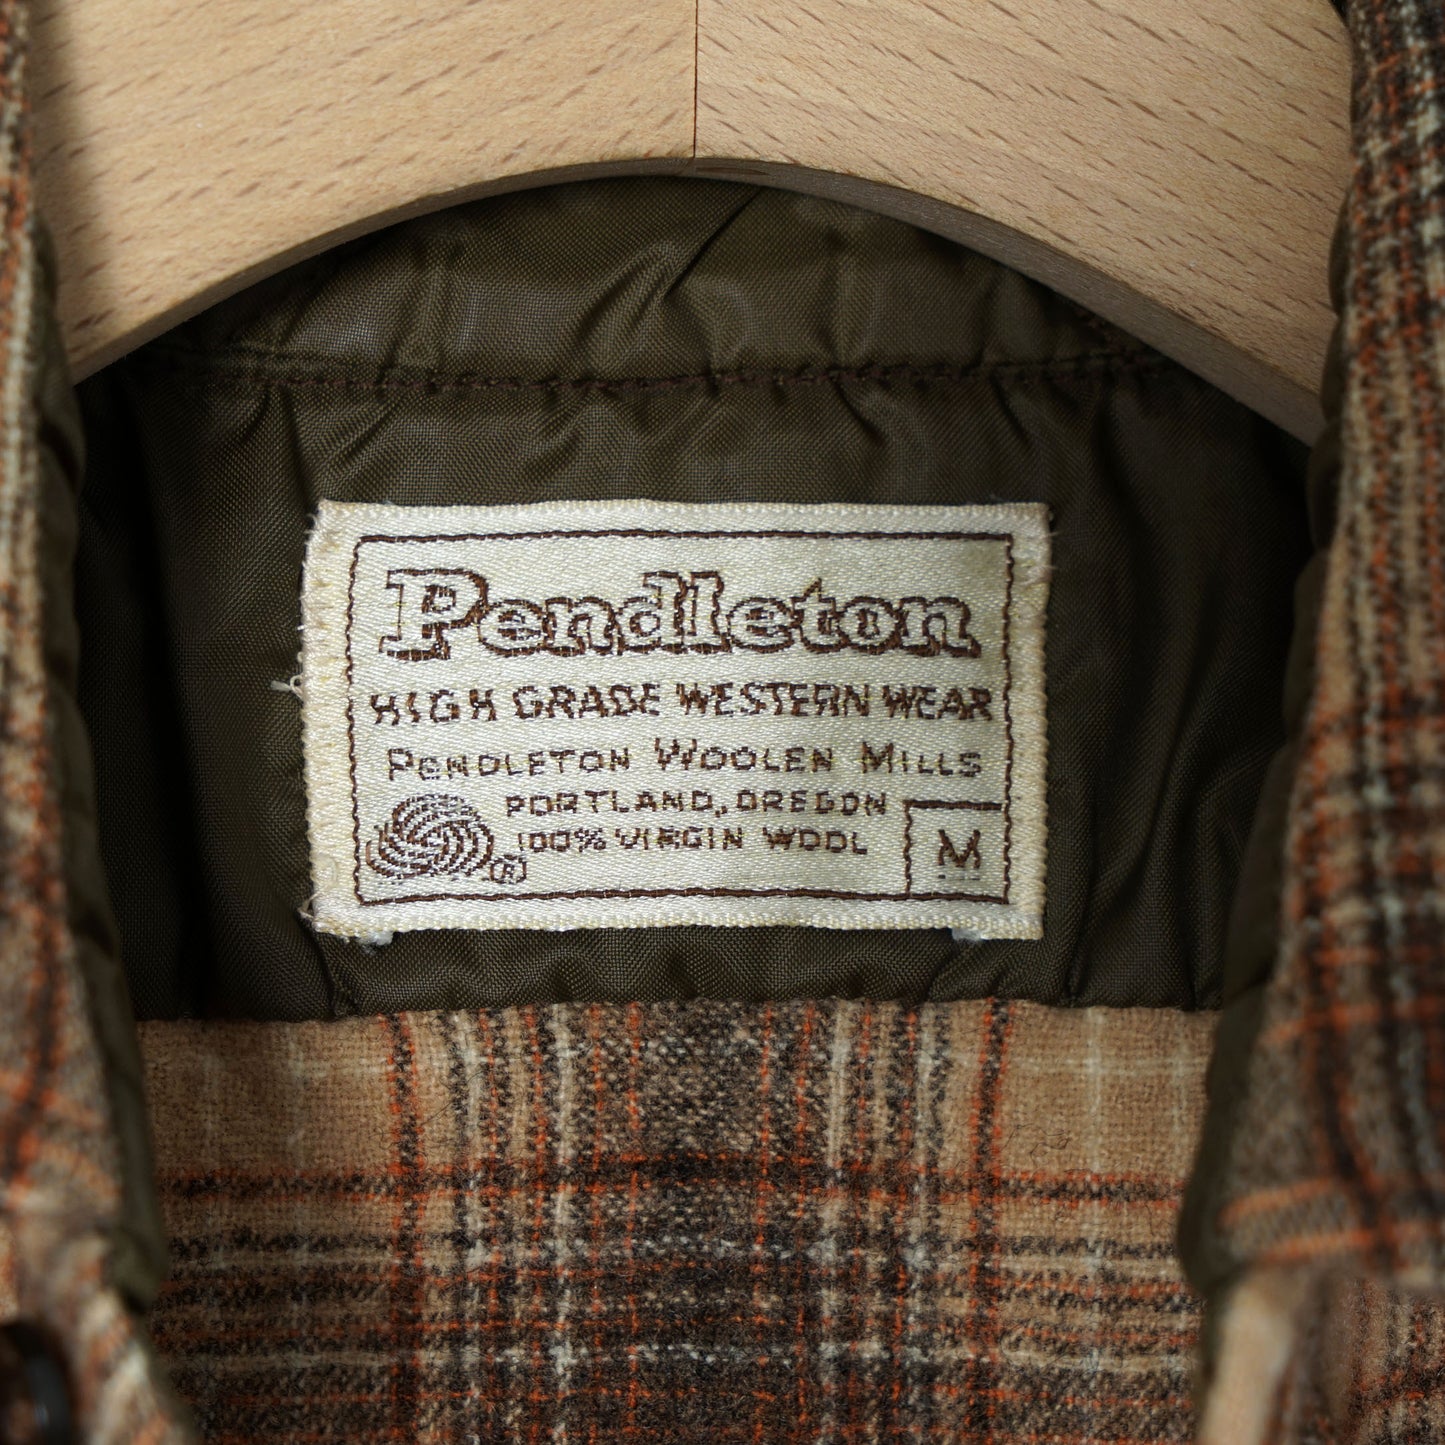 Pendleton
HIGH GRADE WESTERN WEAR
PENDLETON WOOLEN MILLS
PORTLAND, OREGON
100% VIRGIN WOOL
®
M